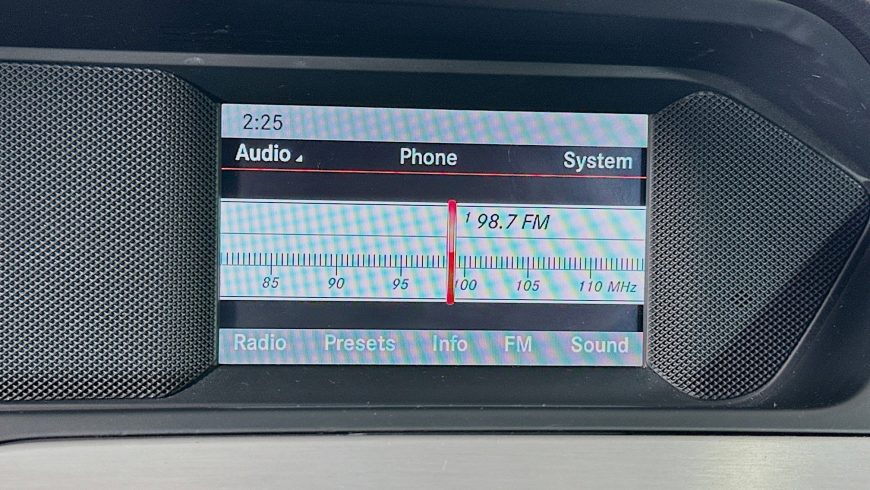 2:25
Audio Phone System
1 98.7 FM
85 90 95 100 105 110 MHz
Radio Presets Info FM Sound